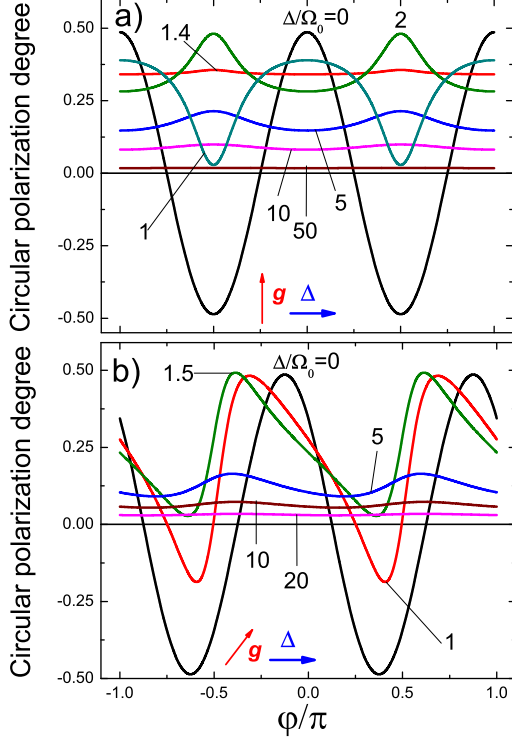 a)
Δ/Ω₀=0
2
1.4
0.50
0.25
0.00
-0.25
-0.50
Circular polarization degree
1
10
50
5
g Δ
b)
Δ/Ω₀=0
1.5
5
0.50
0.25
0.00
-0.25
-0.50
Circular polarization degree
10
20
1
g Δ
-1.0 -0.5 0.0 0.5 1.0
φ/π